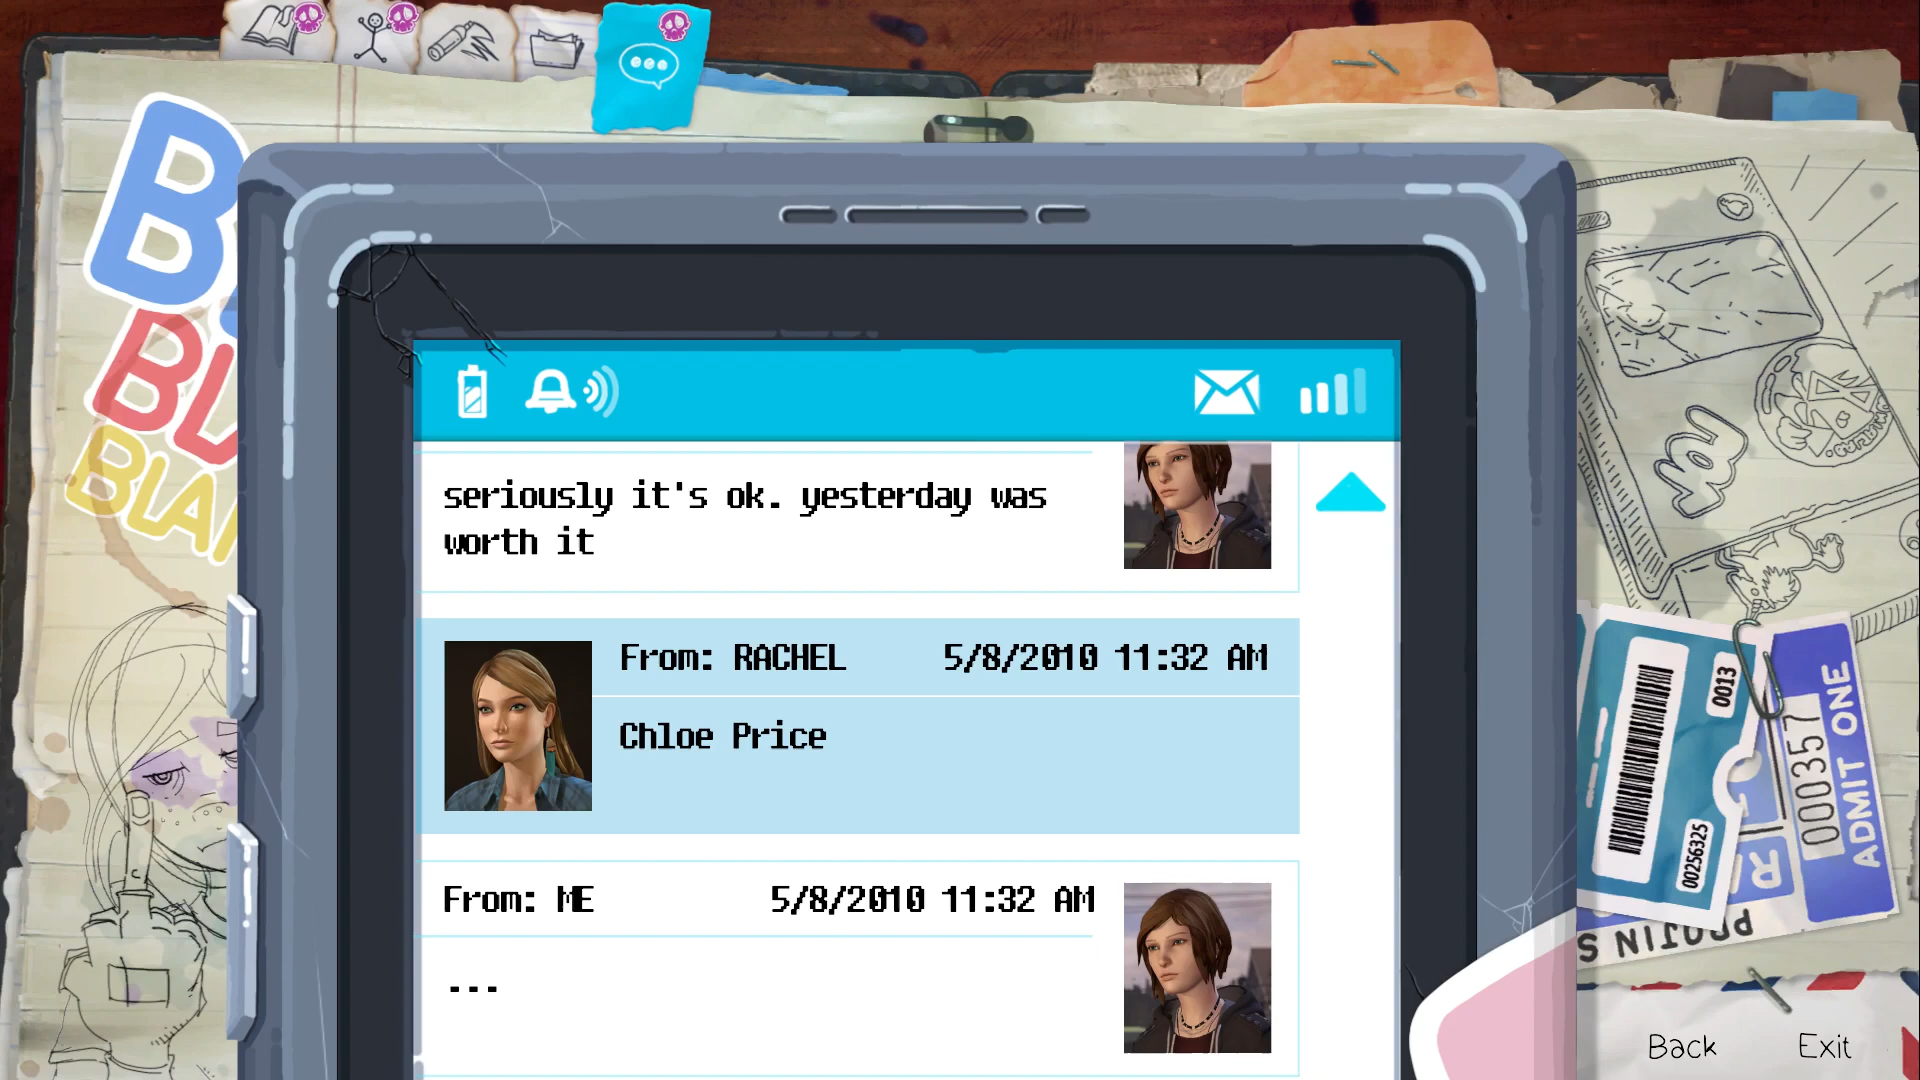 seriously it's ok. yesterday was
worth it
From: RACHEL 5/8/2010 11:32 AM
Chloe Price
From: ME 5/8/2010 11:32 AM
...
0013
00256325
000357
ADMIT ONE
Back Exit